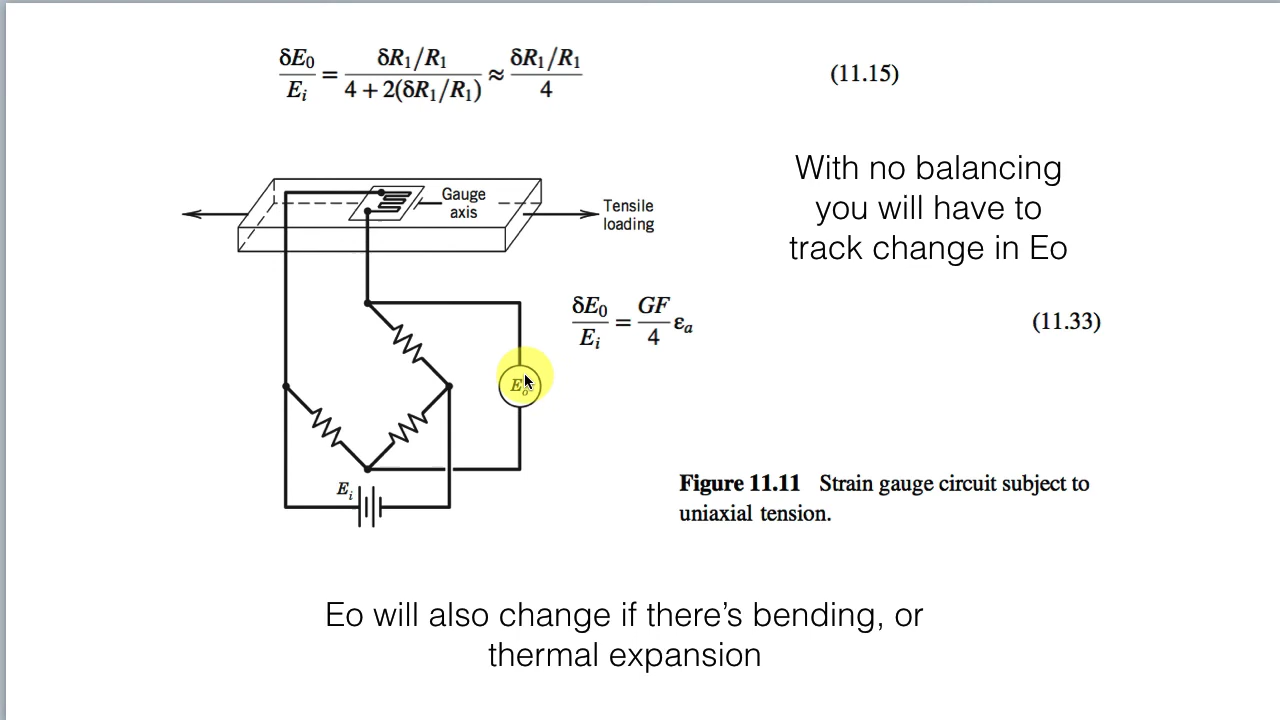 δE₀/Eᵢ = (δR₁/R₁)/(4 + 2(δR₁/R₁)) ≈ (δR₁/R₁)/4 (11.15)
With no balancing
you will have to
track change in Eo
Gauge
axis
Tensile
loading
δE₀/Eᵢ = GF/4 εₐ (11.33)
Eₒ
Eᵢ
Figure 11.11 Strain gauge circuit subject to
uniaxial tension.
Eo will also change if there’s bending, or
thermal expansion